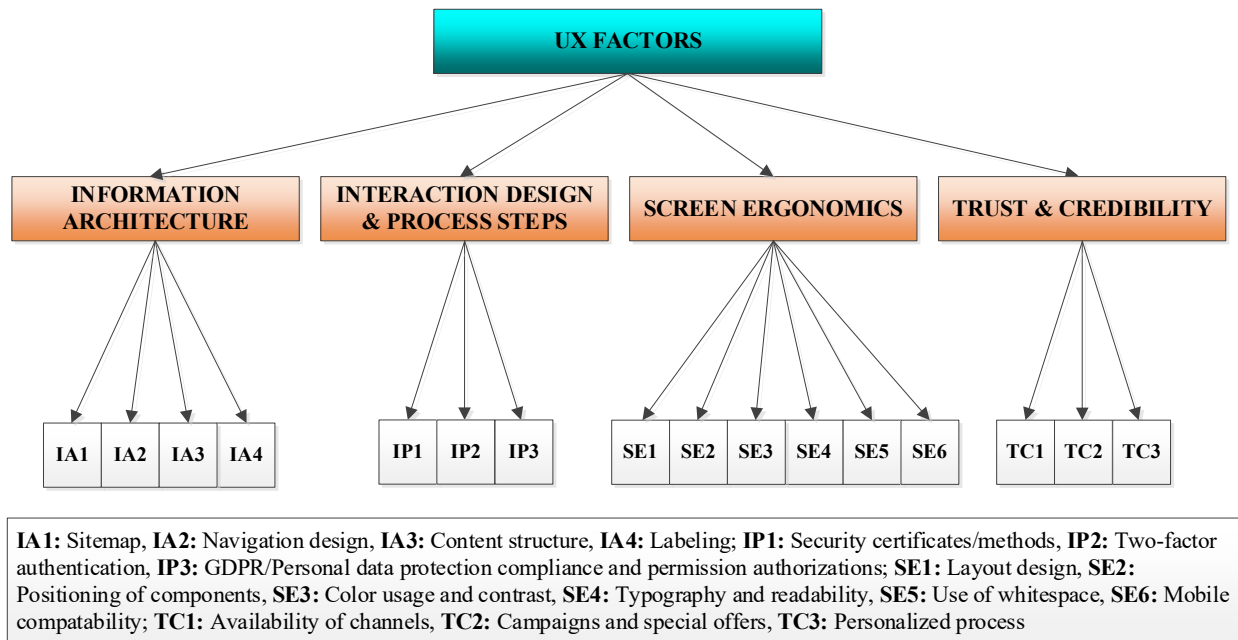 UX FACTORS
INFORMATION
ARCHITECTURE
INTERACTION DESIGN
& PROCESS STEPS
SCREEN ERGONOMICS
TRUST & CREDIBILITY
IA1 IA2 IA3 IA4
IP1 IP2 IP3
SE1 SE2 SE3 SE4 SE5 SE6
TC1 TC2 TC3
IA1: Sitemap, IA2: Navigation design, IA3: Content structure, IA4: Labeling; IP1: Security certificates/methods, IP2: Two-factor
authentication, IP3: GDPR/Personal data protection compliance and permission authorizations; SE1: Layout design, SE2:
Positioning of components, SE3: Color usage and contrast, SE4: Typography and readability, SE5: Use of whitespace, SE6: Mobile
compatability; TC1: Availability of channels, TC2: Campaigns and special offers, TC3: Personalized process